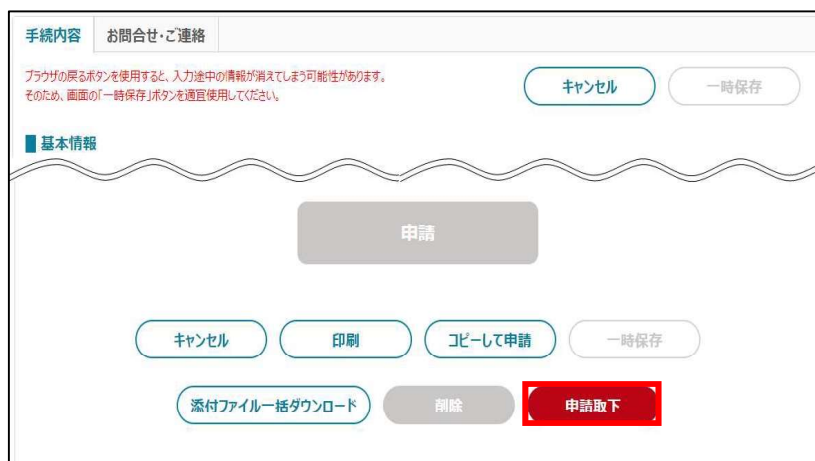 手続内容 お問合せ・ご連絡
ブラウザの戻るボタンを使用すると、入力途中の情報が消えてしまう可能性があります。
そのため、画面の「一時保存」ボタンを適宜使用してください。
キャンセル 一時保存
基本情報
申請
キャンセル 印刷 コピーして申請 一時保存
添付ファイル一括ダウンロード 削除 申請取下